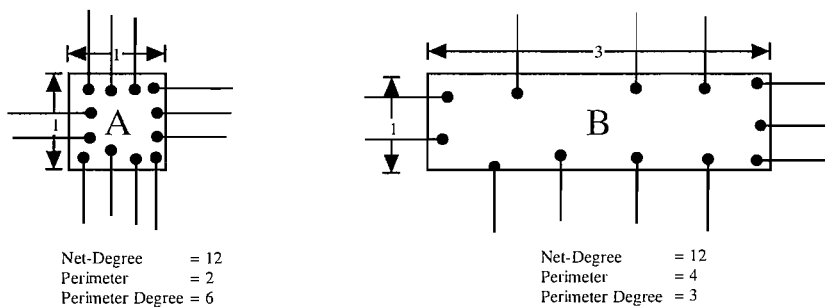 1
1
A
Net-Degree = 12
Perimeter = 2
Perimeter Degree = 6
3
1
B
Net-Degree = 12
Perimeter = 4
Perimeter Degree = 3